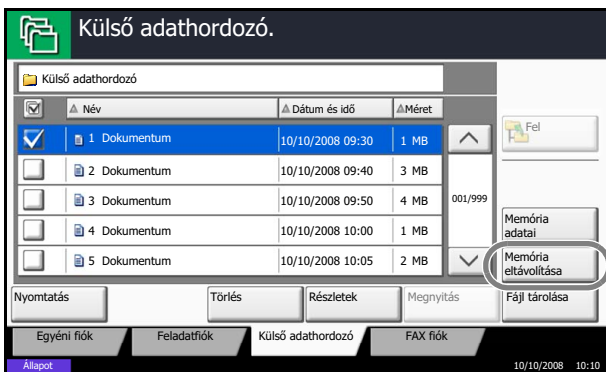 Külső adathordozó.
Külső adathordozó
Név Dátum és idő Méret
1 Dokumentum 10/10/2008 09:30 1 MB
Fel
2 Dokumentum 10/10/2008 09:40 3 MB
3 Dokumentum 10/10/2008 09:50 4 MB
001/999
4 Dokumentum 10/10/2008 10:00 1 MB
Memória
adatai
5 Dokumentum 10/10/2008 10:05 2 MB
Memória
eltávolítása
Nyomtatás Törlés Részletek Megnyitás Fájl tárolása
Egyéni fiók Feladatfiók Külső adathordozó FAX fiók
Állapot 10/10/2008 10:10